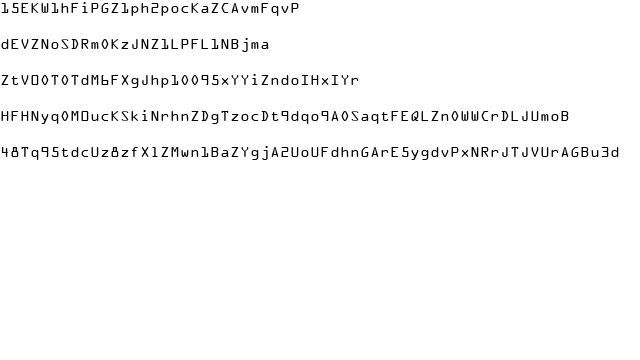 15EKW1hFiPGZ1ph2pocKaZCAvmFqvP
dEVZNoSDRm0KzJNZ1LPFL1NBjma
ZtVO0T0TdM6FXgJhp10095xYYiZndoIHxIYr
HFHNyq0MOucKSkiNrhnZDgTzocDt9dqo9A0SaqtFEQLZn0WWCrDLJUmoB
48Tq95tdcUz8zfX1ZMwn1BaZYgjA2UoUFdhnGArE5ygdvPxNRrJTJVUrAGBu3d